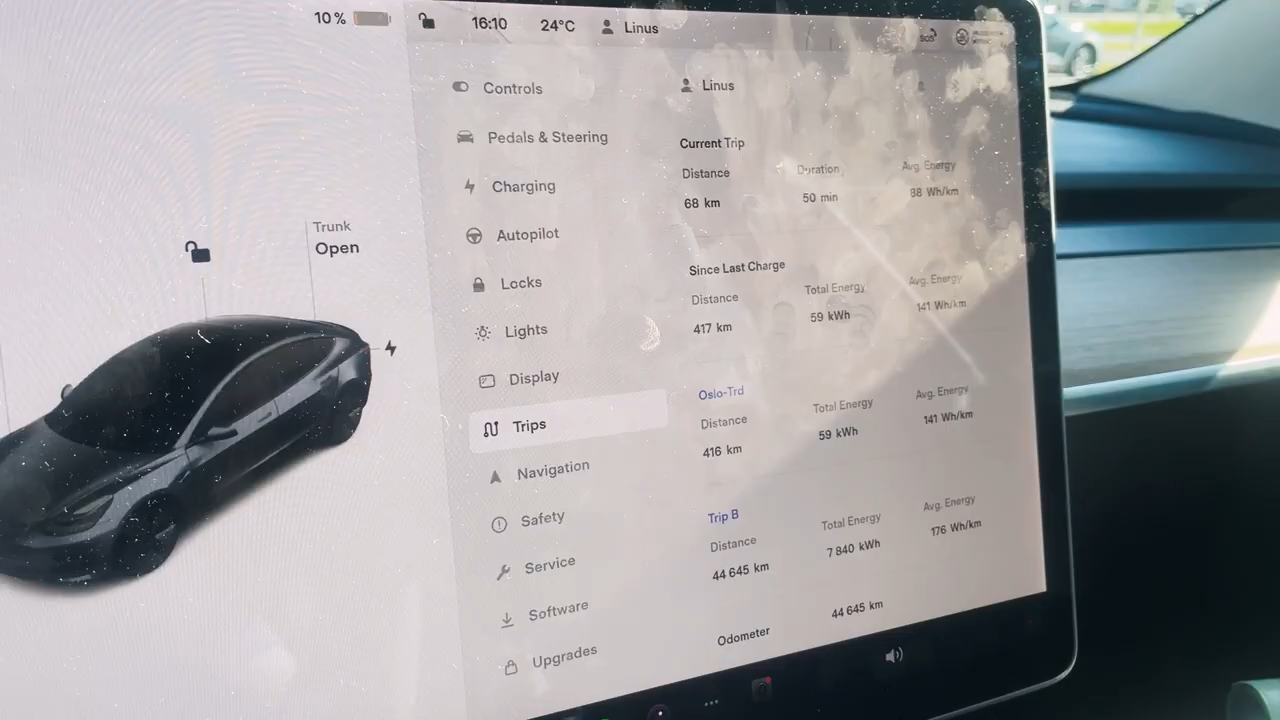 10 %
16:10 24°C Linus
SOS
Trunk
Open
Controls
Pedals & Steering
Charging
Autopilot
Locks
Lights
Display
Trips
Navigation
Safety
Service
Software
Upgrades
Linus
Current Trip
Distance Duration Avg. Energy
68 km 50 min 88 Wh/km
Since Last Charge
Distance Total Energy Avg. Energy
417 km 59 kWh 141 Wh/km
Oslo-Trd
Distance Total Energy Avg. Energy
416 km 59 kWh 141 Wh/km
Trip B
Distance Total Energy Avg. Energy
44 645 km 7 840 kWh 176 Wh/km
Odometer 44 645 km